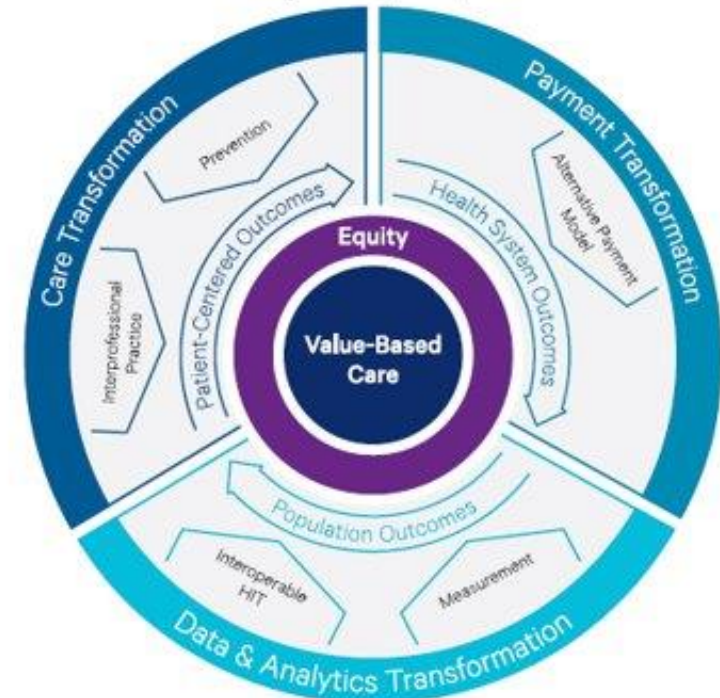 Care Transformation
Prevention
Interprofessional
Practice
Patient-Centered Outcomes
Payment Transformation
Alternative Payment
Model
Health System Outcomes
Equity
Value-Based
Care
Population Outcomes
Interoperable
HIT
Measurement
Data & Analytics Transformation